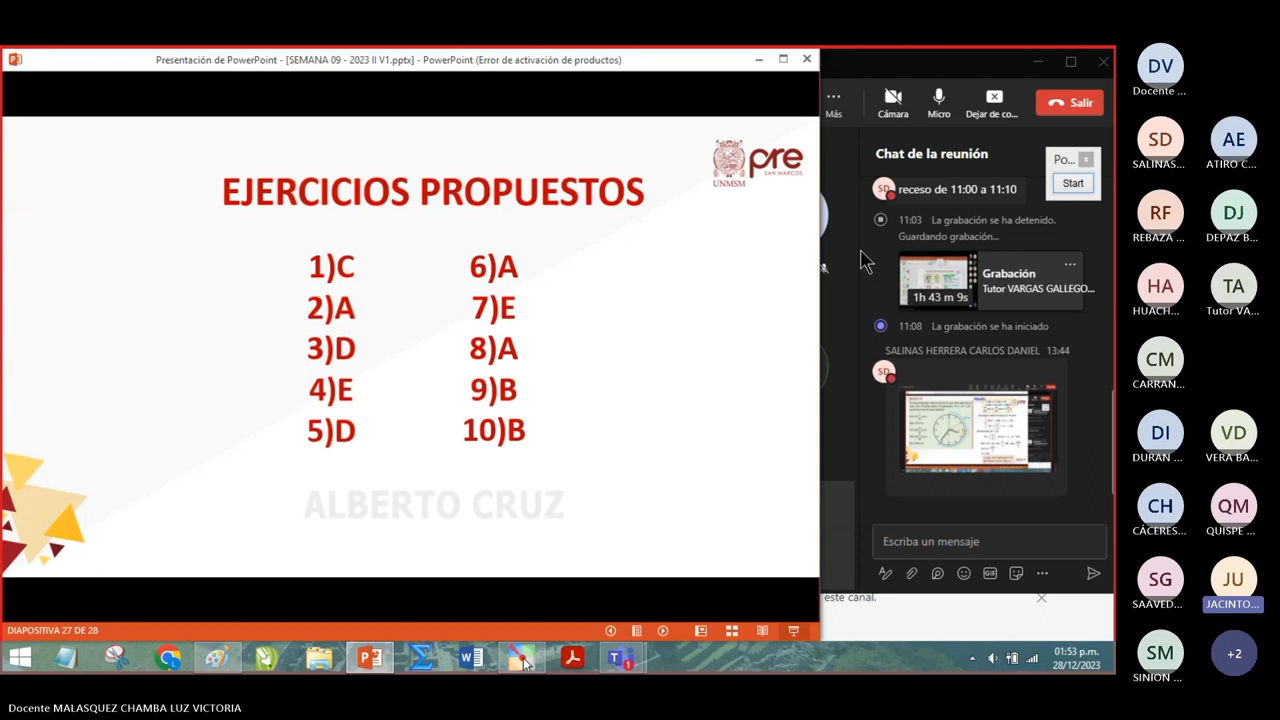 Presentación de PowerPoint - [SEMANA 09 - 2023 II V1.pptx] - PowerPoint (Error de activación de productos)
UNMSM
pre
SAN MARCOS
EJERCICIOS PROPUESTOS
1)C
2)A
3)D
4)E
5)D
6)A
7)E
8)A
9)B
10)B
ALBERTO CRUZ
DIAPOSITIVA 27 DE 28
Más
Cámara
Micro
Dejar de co...
Salir
Chat de la reunión
Po...
Start
SD
receso de 11:00 a 11:10
11:03 La grabación se ha detenido.
Guardando grabación...
Grabación
Tutor VARGAS GALLEGO...
1h 43 m 9s
11:08 La grabación se ha iniciado
SALINAS HERRERA CARLOS DANIEL 13:44
SD
pre
Escriba un mensaje
GIF
este canal.
01:53 p.m.
28/12/2023
DV
Docente ...
SD
SALINAS...
AE
ATIRO C...
RF
REBAZA ...
DJ
DEPAZ B...
HA
HUACH...
TA
Tutor VA...
CM
CARRAN...
DI
DURAN ...
VD
VERA BA...
CH
CÁCERES...
QM
QUISPE ...
SG
SAAVED...
JU
JACINTO...
SM
SINION ...
+2
Docente MALASQUEZ CHAMBA LUZ VICTORIA